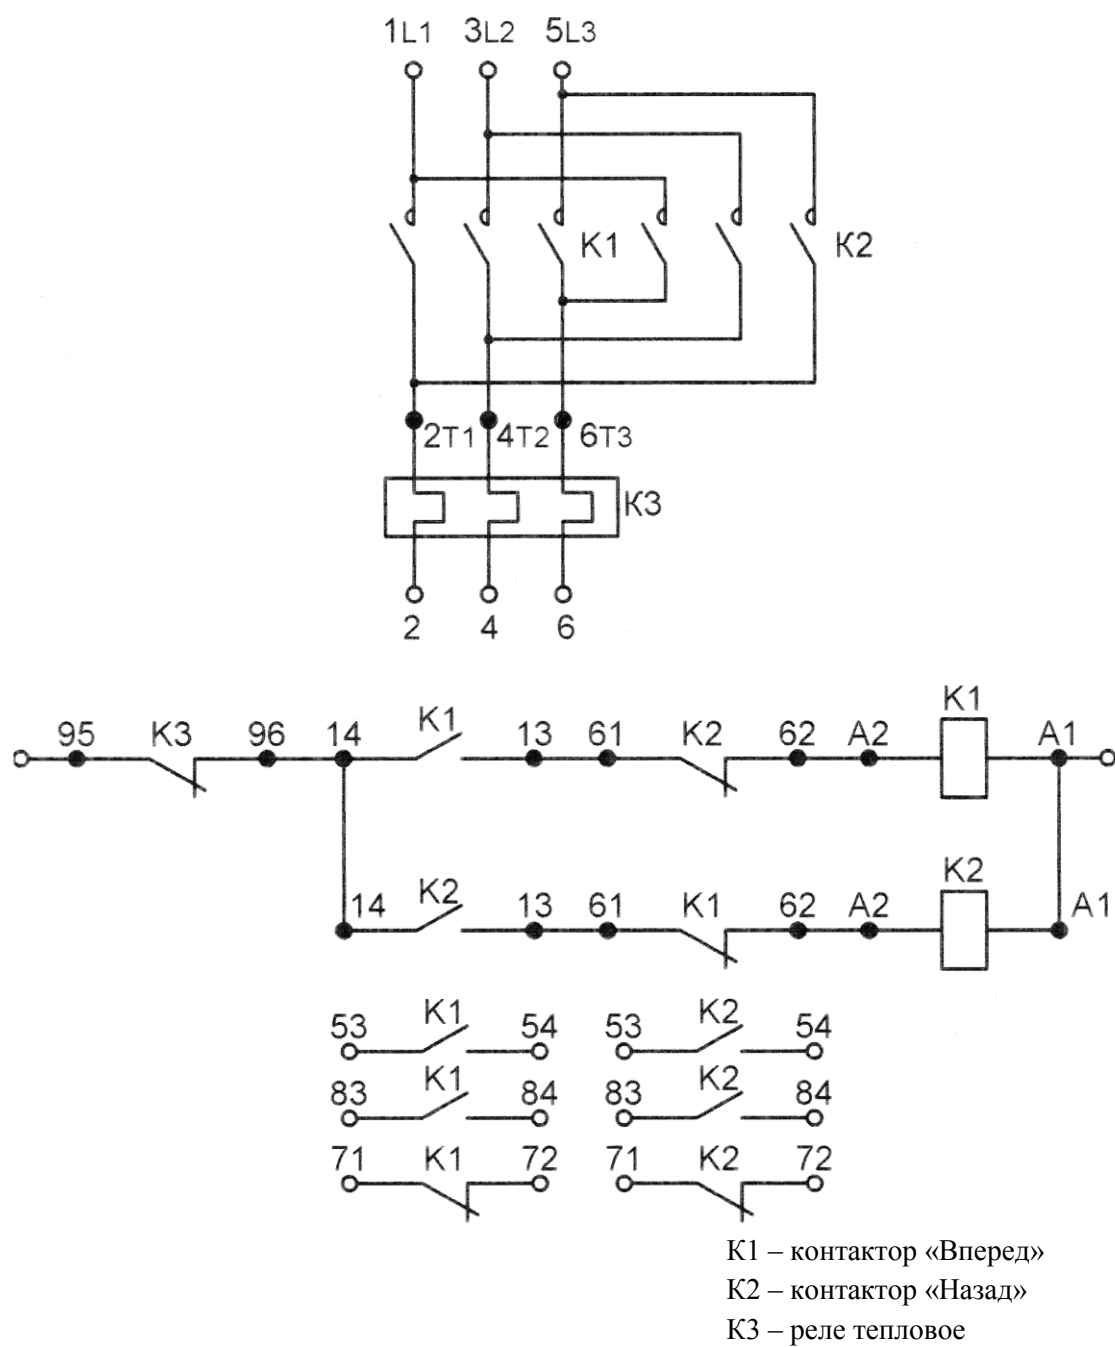 1L1 3L2 5L3
K1 K2
2T1 4T2 6T3
K3
2 4 6
K1
95 K3 96 14 K1 13 61 K2 62 A2 A1
K2
14 K2 13 61 K1 62 A2 A1
53 K1 54 53 K2 54
83 K1 84 83 K2 84
71 K1 72 71 K2 72
К1 – контактор «Вперед»
К2 – контактор «Назад»
К3 – реле тепловое